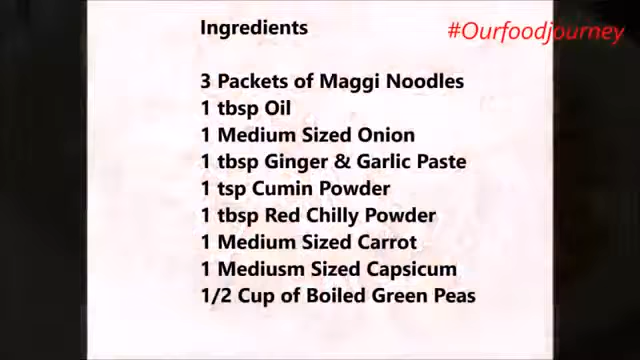 Ingredients
#Ourfoodjourney
3 Packets of Maggi Noodles
1 tbsp Oil
1 Medium Sized Onion
1 tbsp Ginger & Garlic Paste
1 tsp Cumin Powder
1 tbsp Red Chilly Powder
1 Medium Sized Carrot
1 Mediusm Sized Capsicum
1/2 Cup of Boiled Green Peas